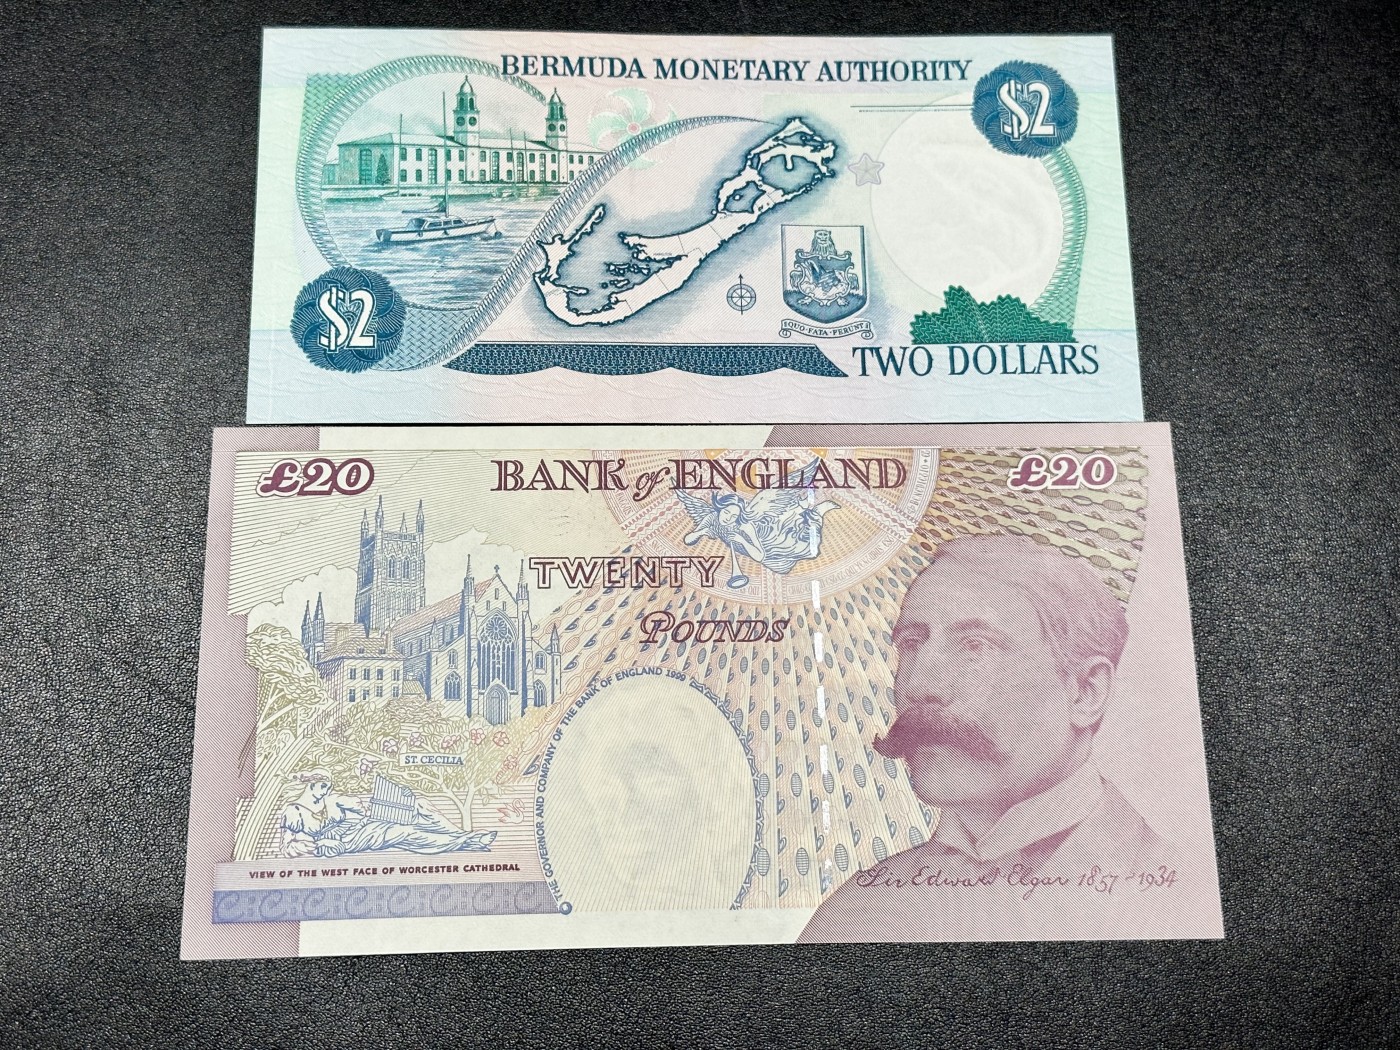 BERMUDA MONETARY AUTHORITY
$2
$2
QUO·FATA·FERUNT
TWO DOLLARS
£20
BANK of ENGLAND
£20
TWENTY
POUNDS
THE GOVERNOR AND COMPANY OF THE BANK OF ENGLAND 1999
ST. CECILIA
VIEW OF THE WEST FACE OF WORCESTER CATHEDRAL
Sir Edward Elgar 1857-1934